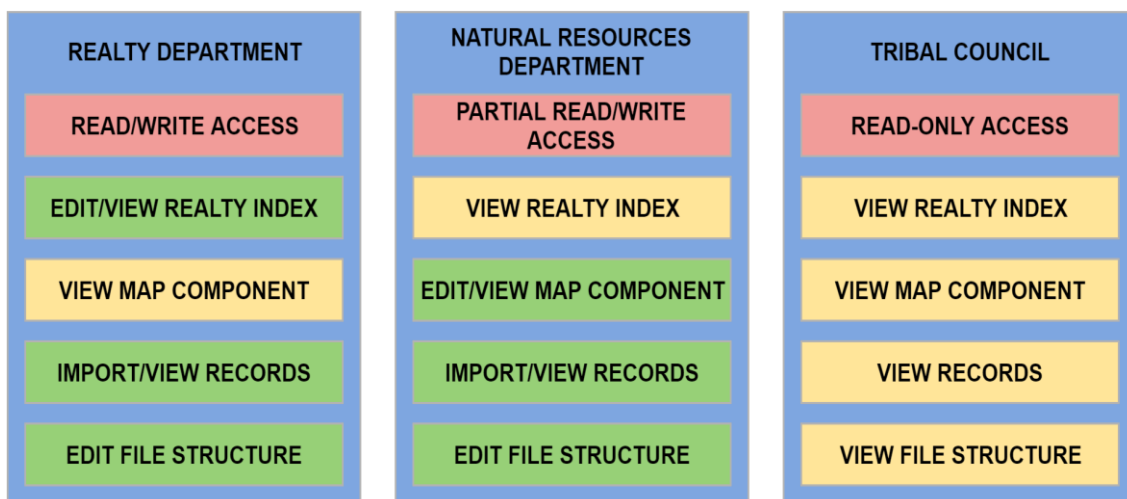 REALTY DEPARTMENT
READ/WRITE ACCESS
EDIT/VIEW REALTY INDEX
VIEW MAP COMPONENT
IMPORT/VIEW RECORDS
EDIT FILE STRUCTURE
NATURAL RESOURCES
DEPARTMENT
PARTIAL READ/WRITE
ACCESS
VIEW REALTY INDEX
EDIT/VIEW MAP COMPONENT
IMPORT/VIEW RECORDS
EDIT FILE STRUCTURE
TRIBAL COUNCIL
READ-ONLY ACCESS
VIEW REALTY INDEX
VIEW MAP COMPONENT
VIEW RECORDS
VIEW FILE STRUCTURE